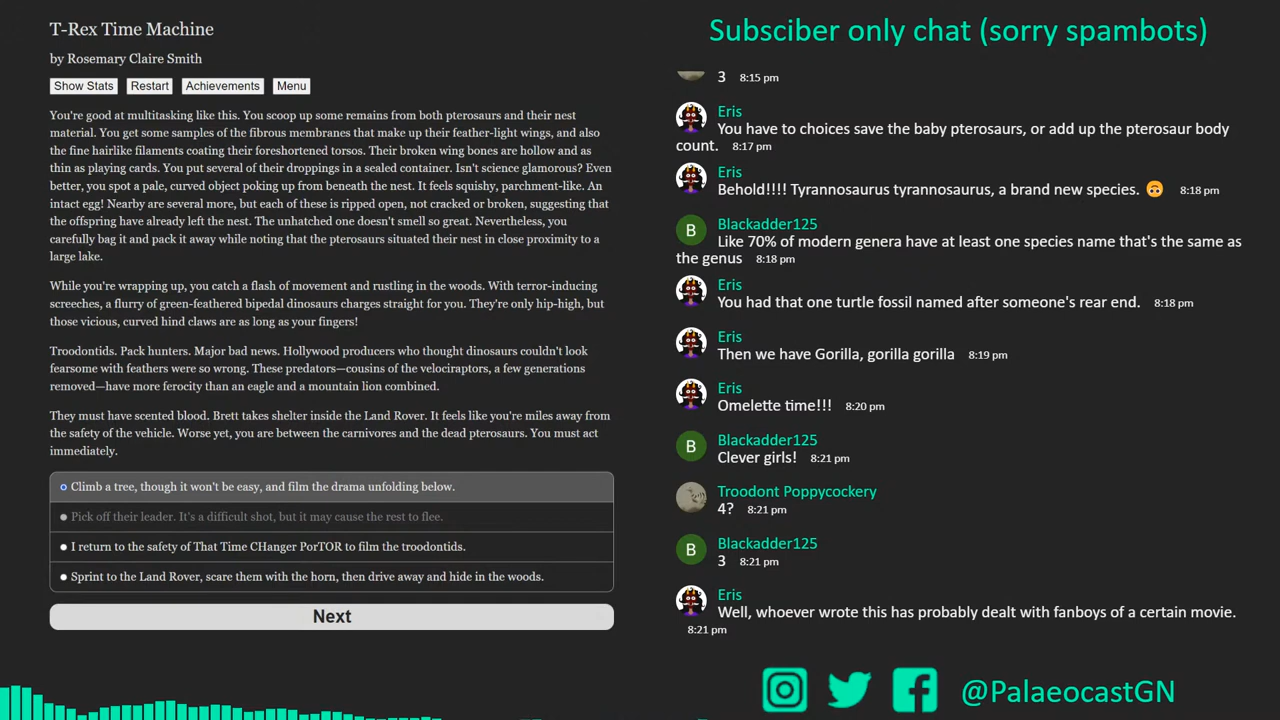 T-Rex Time Machine
by Rosemary Claire Smith
Show Stats Restart Achievements Menu
You're good at multitasking like this. You scoop up some remains from both pterosaurs and their nest
material. You get some samples of the fibrous membranes that make up their feather-light wings, and also
the fine hairlike filaments coating their foreshortened torsos. Their broken wing bones are hollow and as
thin as playing cards. You put several of their droppings in a sealed container. Isn't science glamorous? Even
better, you spot a pale, curved object poking up from beneath the nest. It feels squishy, parchment-like. An
intact egg! Nearby are several more, but each of these is ripped open, not cracked or broken, suggesting that
the offspring have already left the nest. The unhatched one doesn't smell so great. Nevertheless, you
carefully bag it and pack it away while noting that the pterosaurs situated their nest in close proximity to a
large lake.
While you're wrapping up, you catch a flash of movement and rustling in the woods. With terror-inducing
screeches, a flurry of green-feathered bipedal dinosaurs charges straight for you. They're only hip-high, but
those vicious, curved hind claws are as long as your fingers!
Troodontids. Pack hunters. Major bad news. Hollywood producers who thought dinosaurs couldn't look
fearsome with feathers were so wrong. These predators—cousins of the velociraptors, a few generations
removed—have more ferocity than an eagle and a mountain lion combined.
They must have scented blood. Brett takes shelter inside the Land Rover. It feels like you're miles away from
the safety of the vehicle. Worse yet, you are between the carnivores and the dead pterosaurs. You must act
immediately.
Climb a tree, though it won't be easy, and film the drama unfolding below.
Pick off their leader. It's a difficult shot, but it may cause the rest to flee.
I return to the safety of That Time CHanger PorTOR to film the troodontids.
Sprint to the Land Rover, scare them with the horn, then drive away and hide in the woods.
Next
Subsciber only chat (sorry spambots)
3 8:15 pm
Eris
You have to choices save the baby pterosaurs, or add up the pterosaur body
count. 8:17 pm
Eris
Behold!!!! Tyrannosaurus tyrannosaurus, a brand new species. 🙃 8:18 pm
B Blackadder125
Like 70% of modern genera have at least one species name that's the same as
the genus 8:18 pm
Eris
You had that one turtle fossil named after someone's rear end. 8:18 pm
Eris
Then we have Gorilla, gorilla gorilla 8:19 pm
Eris
Omelette time!!! 8:20 pm
B Blackadder125
Clever girls! 8:21 pm
Troodont Poppycockery
4? 8:21 pm
B Blackadder125
3 8:21 pm
Eris
Well, whoever wrote this has probably dealt with fanboys of a certain movie.
8:21 pm
@PalaeocastGN